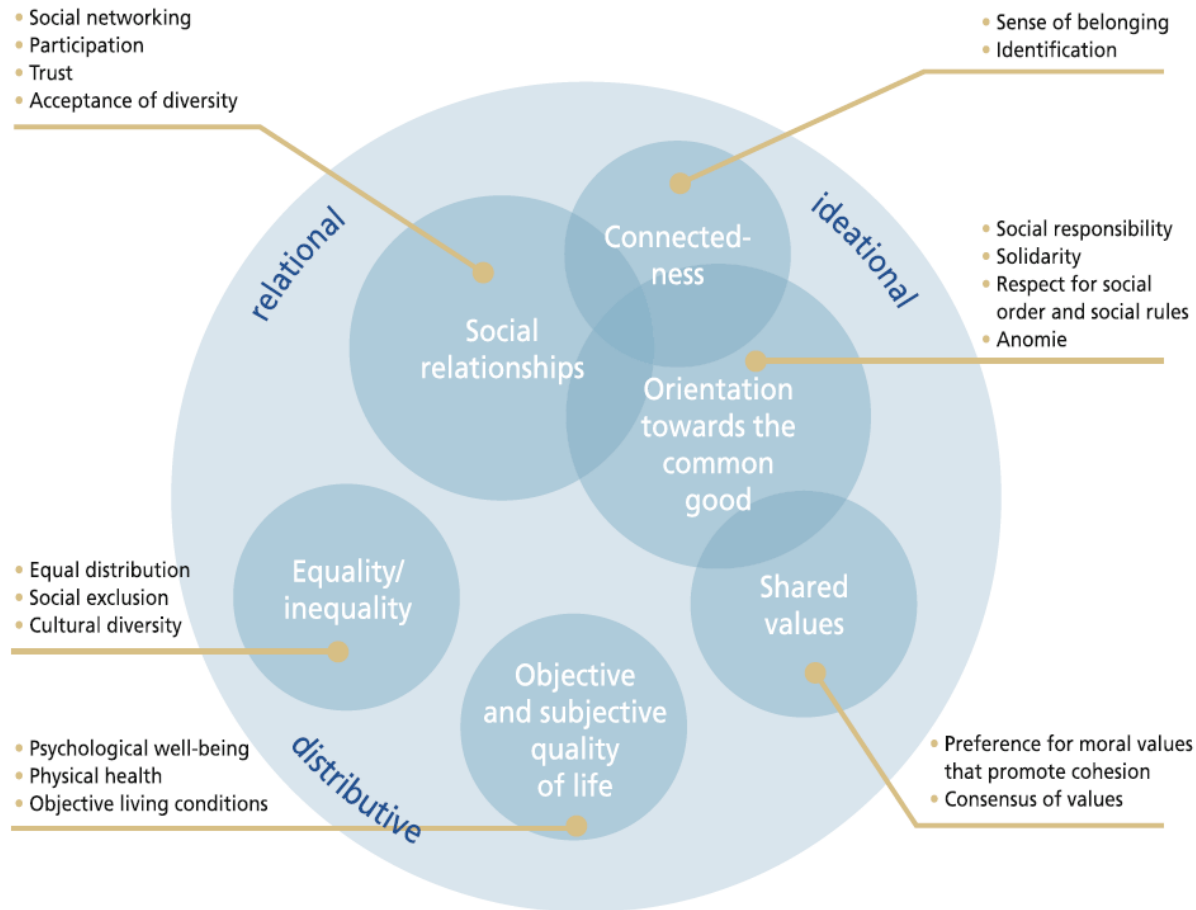 • Social networking
• Participation
• Trust
• Acceptance of diversity
• Sense of belonging
• Identification
relational
ideational
Connected-
ness
• Social responsibility
• Solidarity
• Respect for social
order and social rules
• Anomie
Social
relationships
Orientation
towards the
common
good
• Equal distribution
• Social exclusion
• Cultural diversity
Equality/
inequality
Shared
values
Objective
and subjective
quality
of life
• Psychological well-being
• Physical health
• Objective living conditions
distributive
• Preference for moral values
that promote cohesion
• Consensus of values